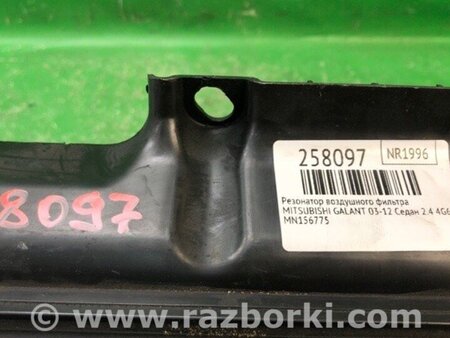 258097 NR1996
Резонатор воздушного фильтра
MITSUBISHI GALANT 03-12 Седан 2.4 4G6
MN156775
8097
www.razborki.com